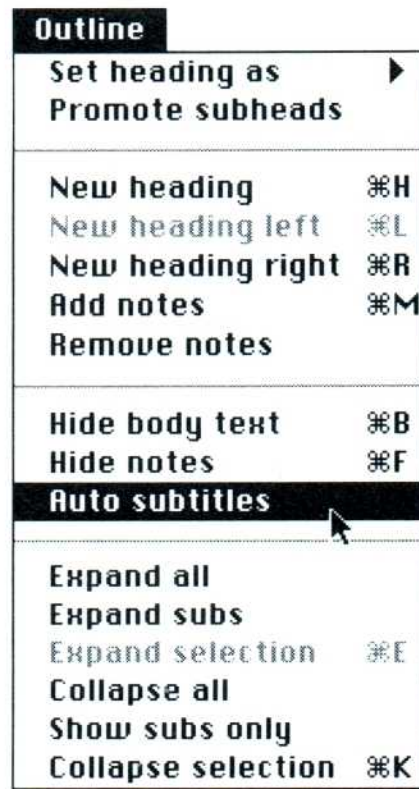 Outline
Set heading as ▶
Promote subheads
New heading ⌘H
New heading left ⌘L
New heading right ⌘R
Add notes ⌘M
Remove notes
Hide body text ⌘B
Hide notes ⌘F
Auto subtitles
Expand all
Expand subs
Expand selection ⌘E
Collapse all
Show subs only
Collapse selection ⌘K